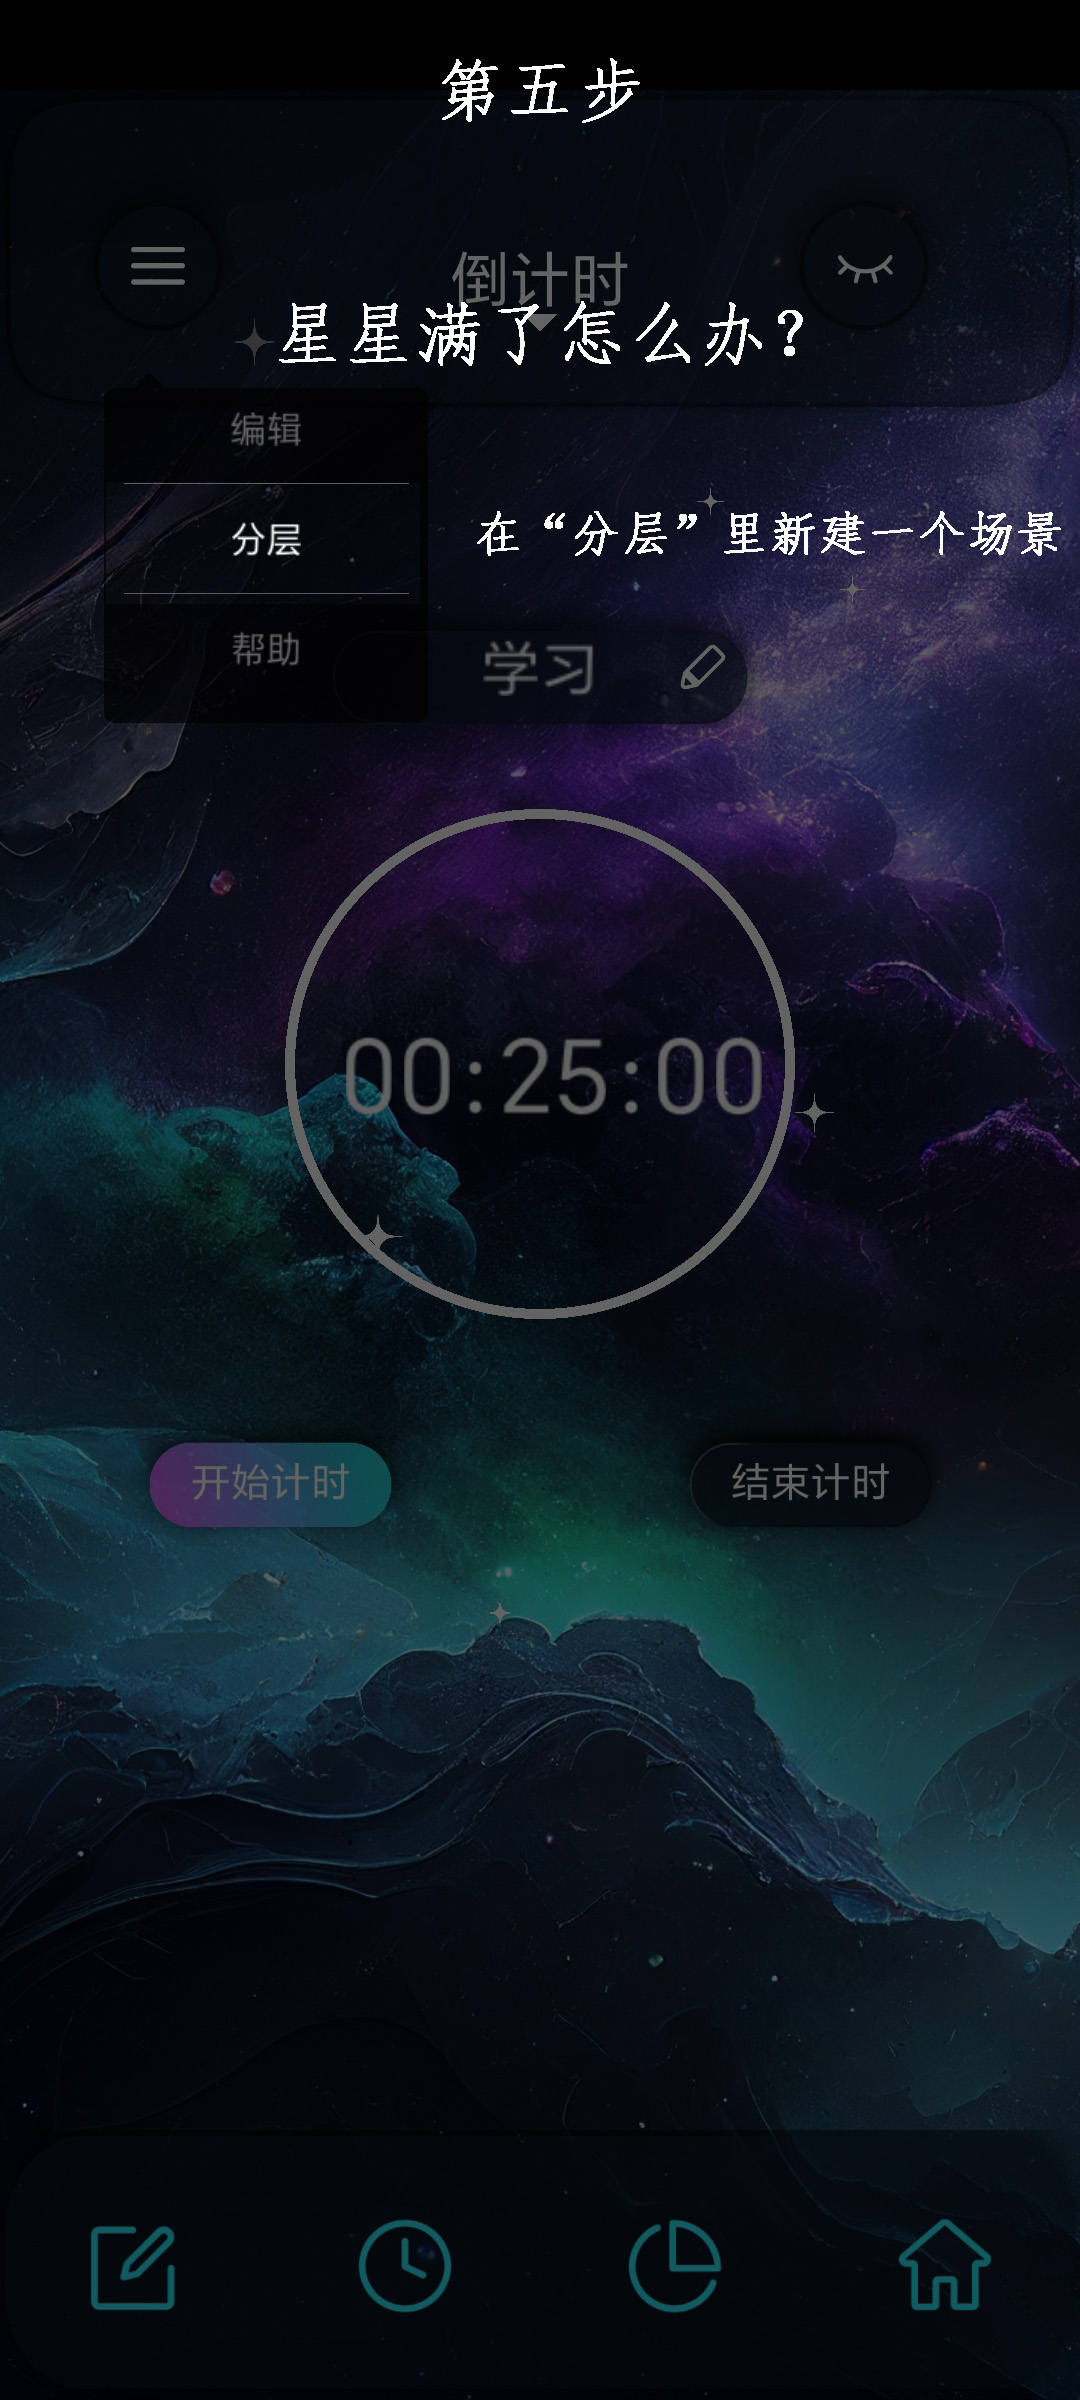 第五步
倒计时
星星满了怎么办？
编辑
分层
在“分层”里新建一个场景
帮助
学习
00:25:00
开始计时
结束计时